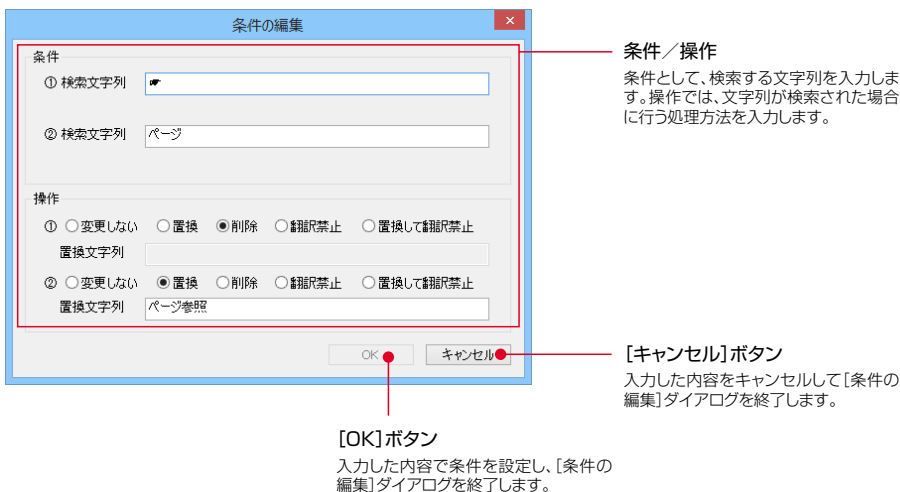 条件の編集
条件
① 検索文字列 ☛
② 検索文字列 ページ
操作
① 変更しない 置換 削除 翻訳禁止 置換して翻訳禁止
置換文字列
② 変更しない 置換 削除 翻訳禁止 置換して翻訳禁止
置換文字列 ページ参照
OK キャンセル
条件／操作
条件として、検索する文字列を入力しま
す。操作では、文字列が検索された場合
に行う処理方法を入力します。
［キャンセル］ボタン
入力した内容をキャンセルして［条件の
編集］ダイアログを終了します。
［OK］ボタン
入力した内容で条件を設定し、［条件の
編集］ダイアログを終了します。